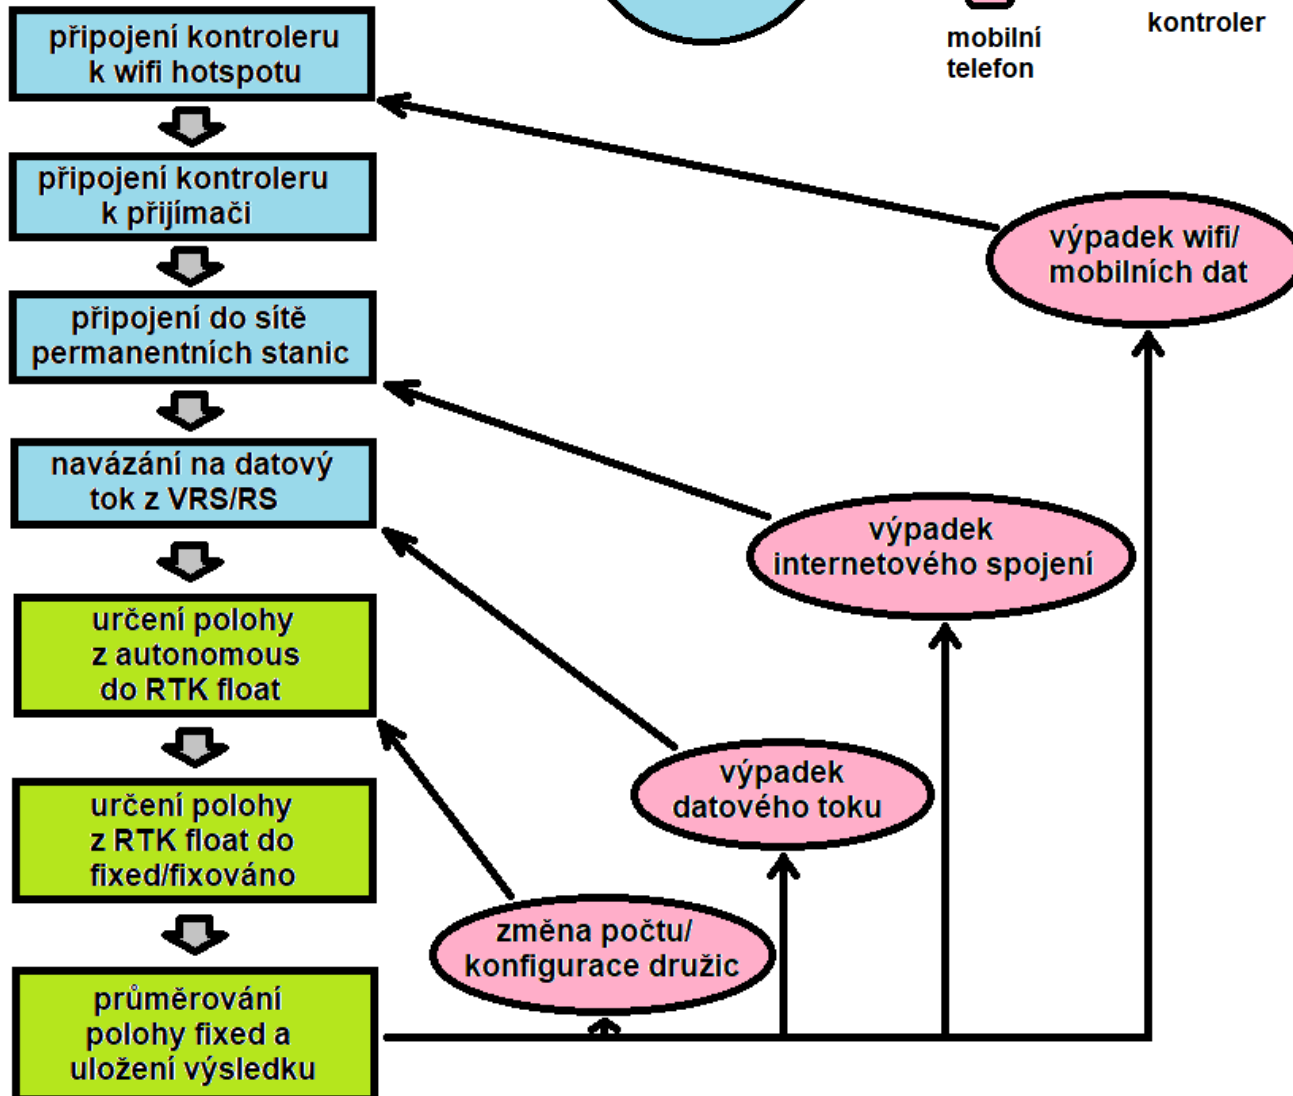 připojení kontroleru
k wifi hotspotu
mobilní
telefon
kontroler
připojení kontroleru
k přijímači
výpadek wifi/
mobilních dat
připojení do sítě
permanentních stanic
navázání na datový
tok z VRS/RS
výpadek
internetového spojení
určení polohy
z autonomous
do RTK float
výpadek
datového toku
určení polohy
z RTK float do
fixed/fixováno
změna počtu/
konfigurace družic
průměrování
polohy fixed a
uložení výsledku